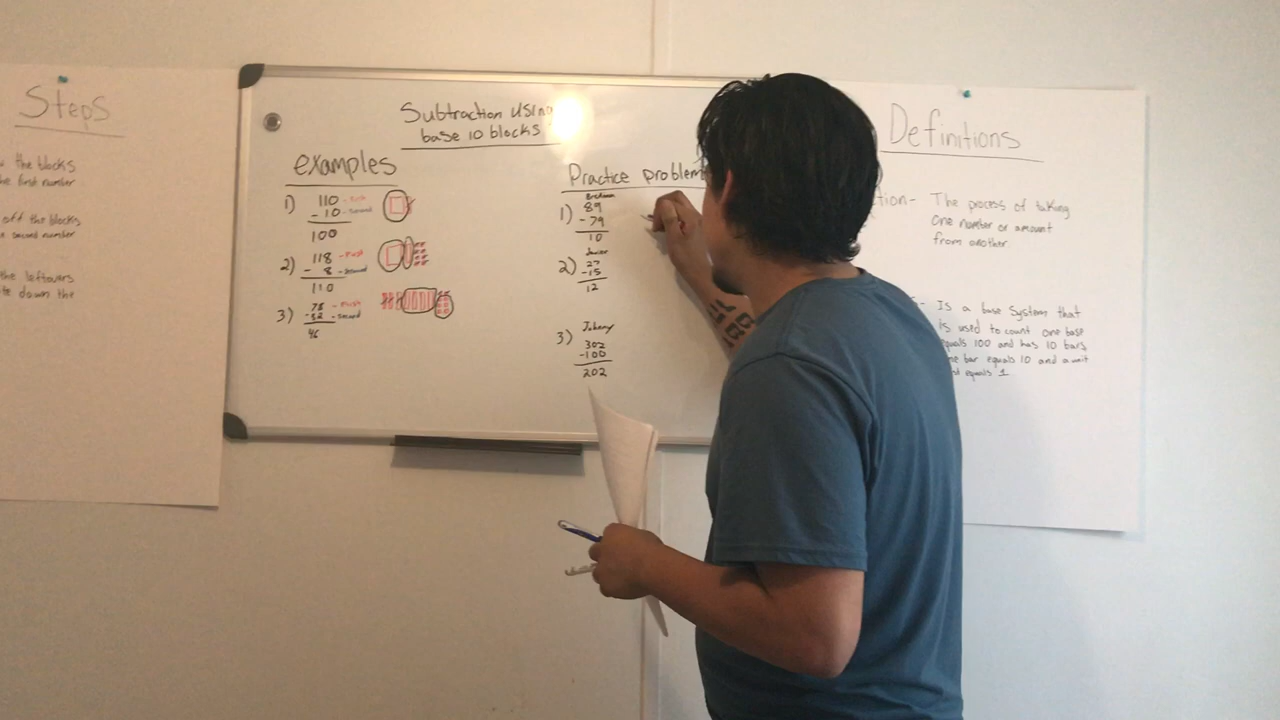 Steps
the blocks
first number
off the blocks
second number
the leftovers
down the
Subtraction Using
base 10 blocks
examples
1) 110 - First
- 10 - Second
100
2) 118 - First
- 8 - Second
110
3) 78 - First
- 32 - Second
46
Practice problem
1) 89
- 79
10
Javier
2) 27
-15
12
Johnny
3) 302
-100
202
Definitions
tion- The process of taking
One number or amount
from another.
Is a base system that
is used to count one base
equals 100 and has 10 bars,
one bar equals 10 and a unit
equals 1.